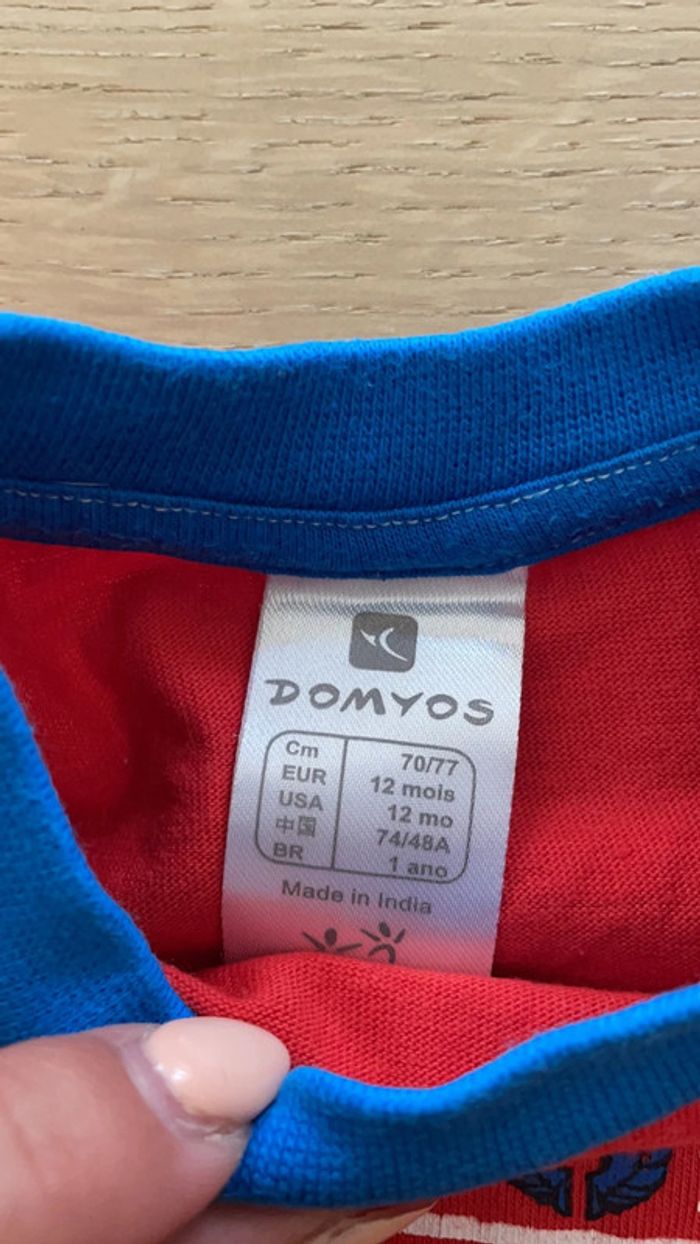 DOMYOS
Cm 70/77
EUR 12 mois
USA 12 mo
中国 74/48A
BR 1 ano
Made in India